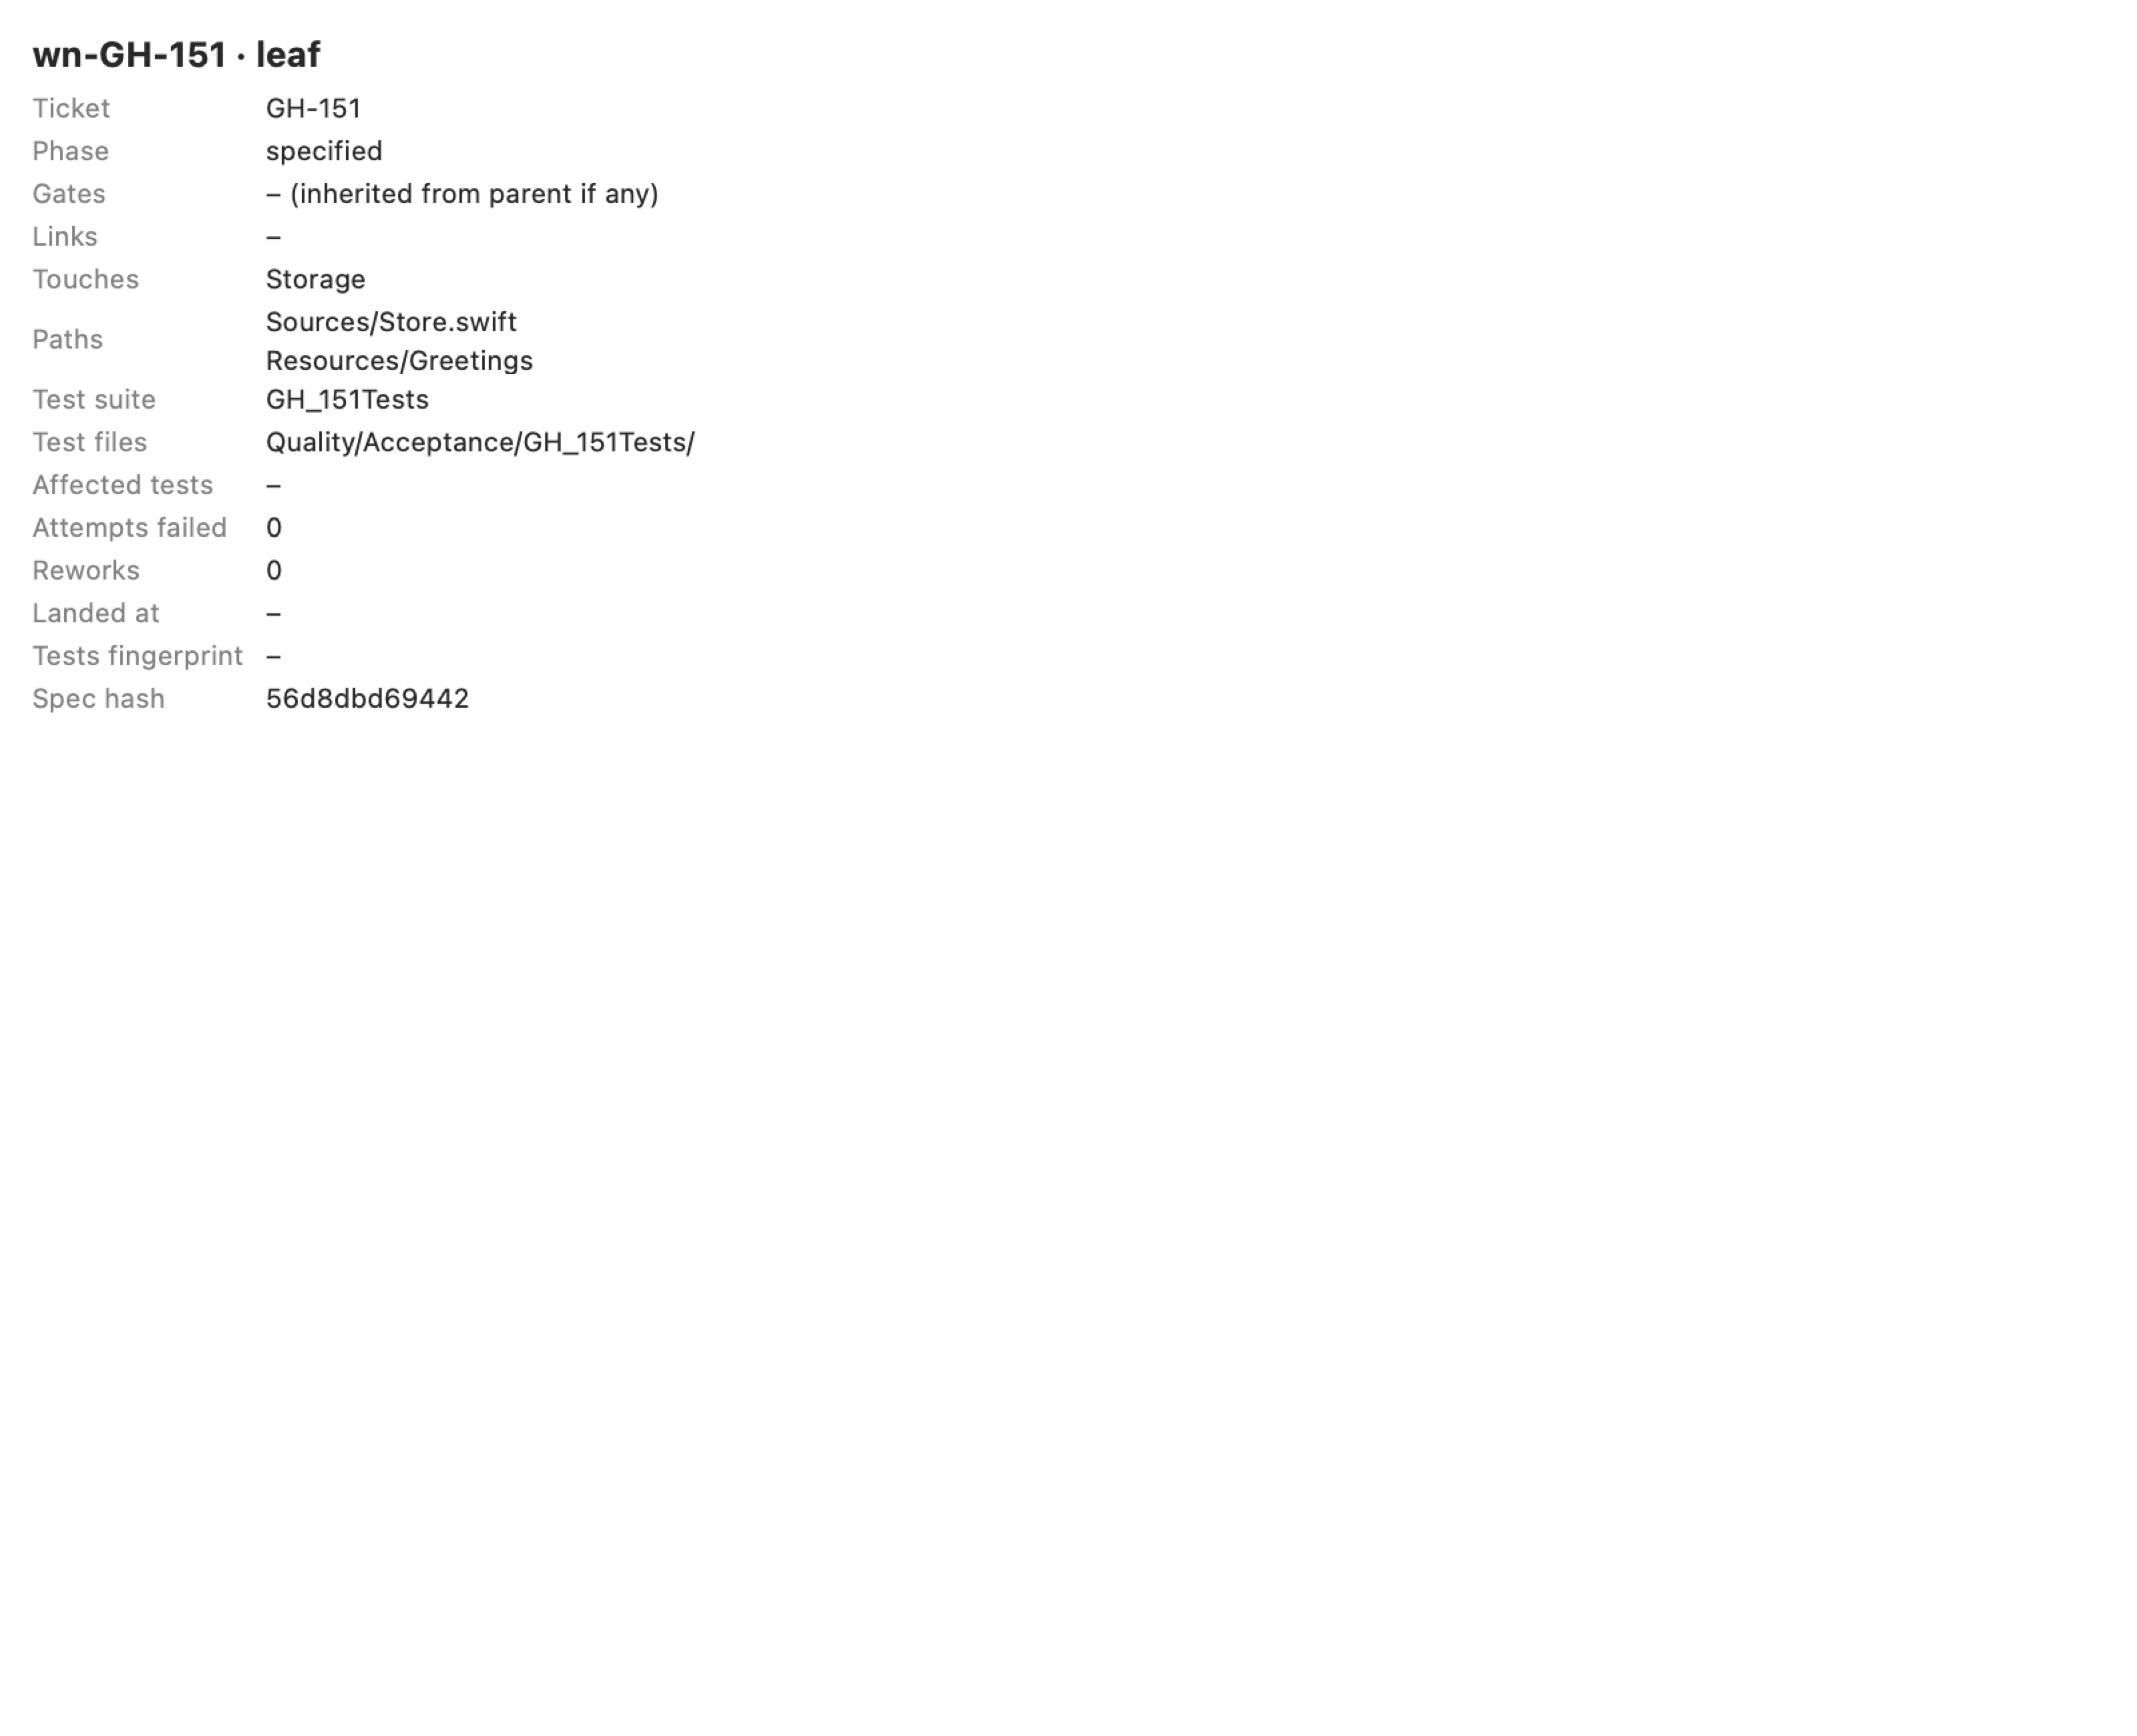 wn-GH-151 · leaf
Ticket GH-151
Phase specified
Gates – (inherited from parent if any)
Links –
Touches Storage
Paths Sources/Store.swift
Resources/Greetings
Test suite GH_151Tests
Test files Quality/Acceptance/GH_151Tests/
Affected tests –
Attempts failed 0
Reworks 0
Landed at –
Tests fingerprint –
Spec hash 56d8dbd69442